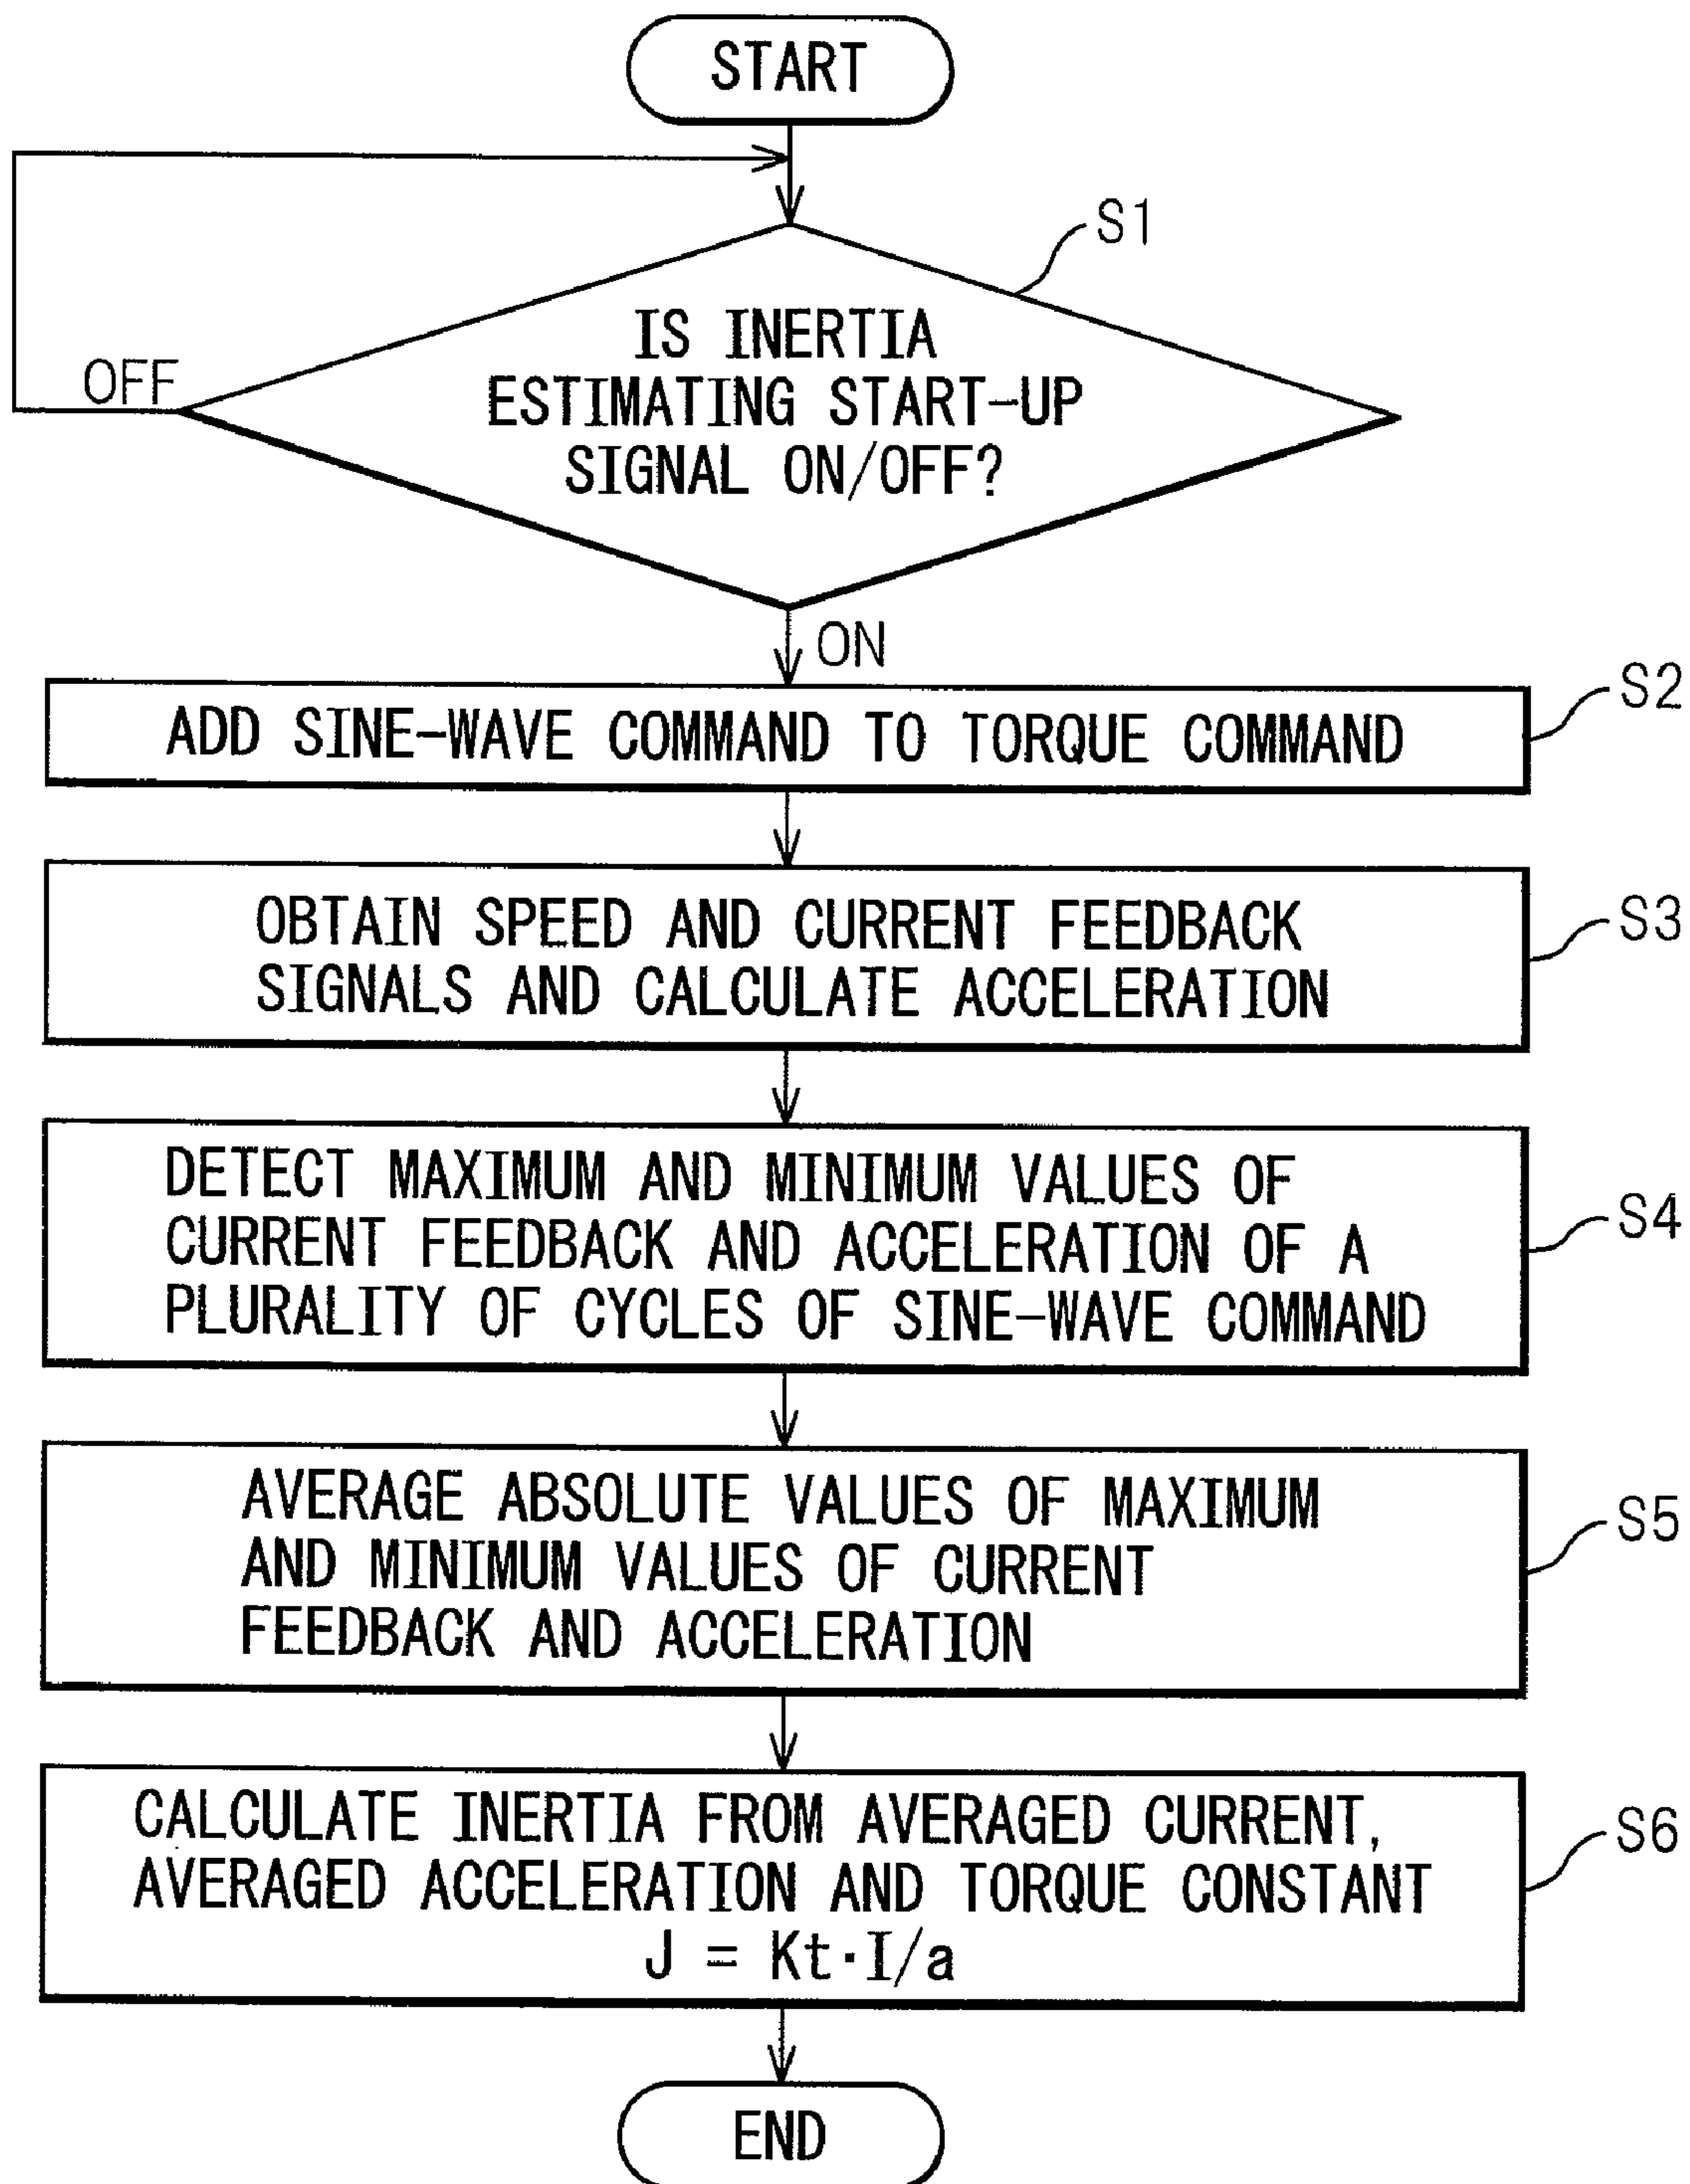 START
S1
IS INERTIA
ESTIMATING START-UP
SIGNAL ON/OFF?
OFF
ON
S2
ADD SINE-WAVE COMMAND TO TORQUE COMMAND
S3
OBTAIN SPEED AND CURRENT FEEDBACK
SIGNALS AND CALCULATE ACCELERATION
S4
DETECT MAXIMUM AND MINIMUM VALUES OF
CURRENT FEEDBACK AND ACCELERATION OF A
PLURALITY OF CYCLES OF SINE-WAVE COMMAND
S5
AVERAGE ABSOLUTE VALUES OF MAXIMUM
AND MINIMUM VALUES OF CURRENT
FEEDBACK AND ACCELERATION
S6
CALCULATE INERTIA FROM AVERAGED CURRENT,
AVERAGED ACCELERATION AND TORQUE CONSTANT
J = Kt·I/a
END